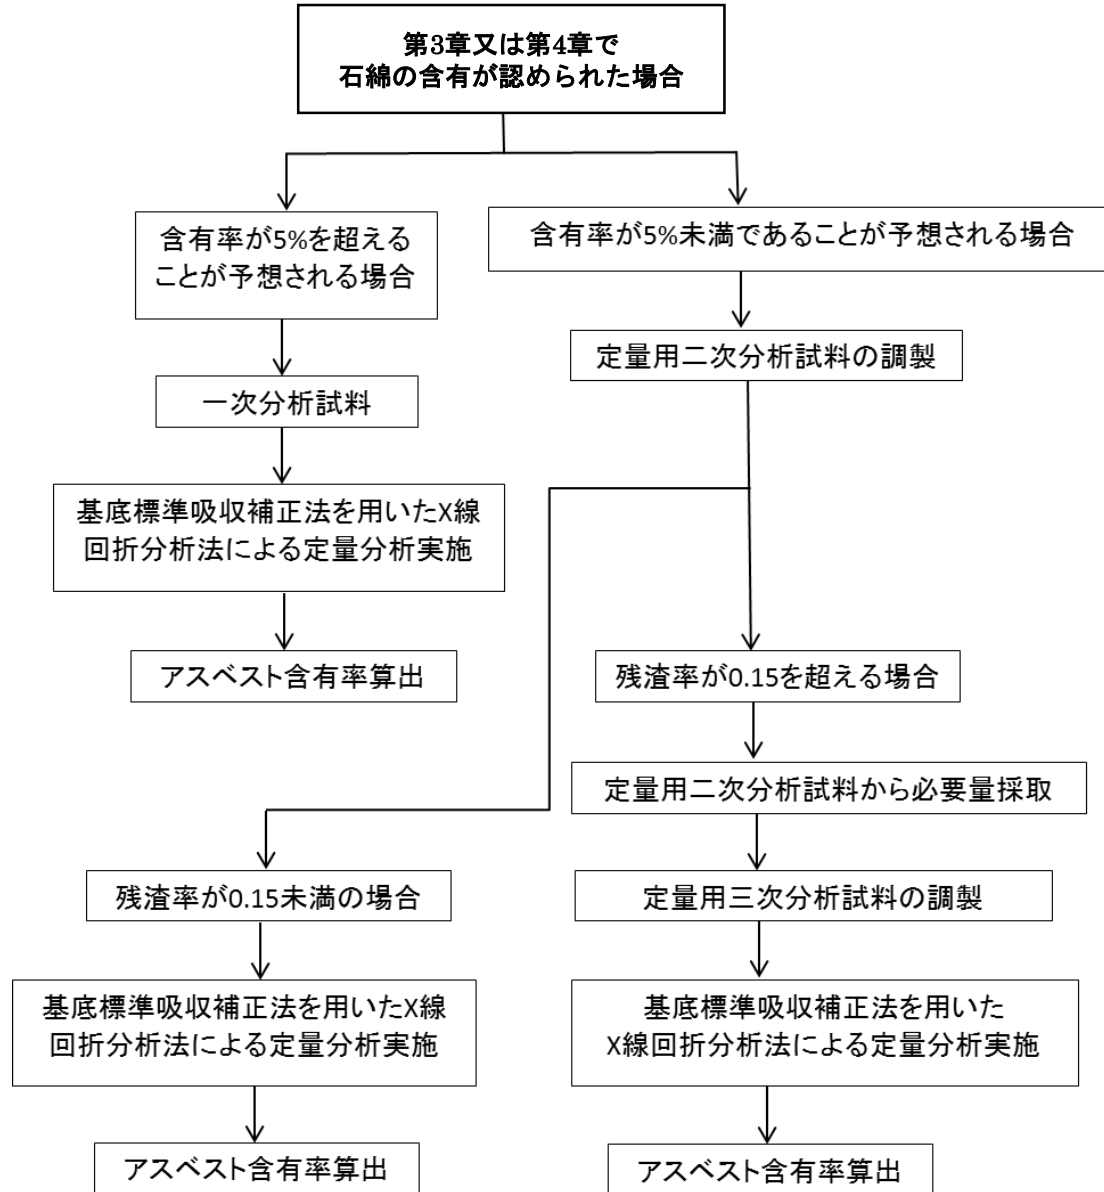 第3章又は第4章で
石綿の含有が認められた場合
含有率が5%を超える
ことが予想される場合
含有率が5%未満であることが予想される場合
定量用二次分析試料の調製
一次分析試料
基底標準吸収補正法を用いたX線
回折分析法による定量分析実施
アスベスト含有率算出
残渣率が0.15を超える場合
定量用二次分析試料から必要量採取
残渣率が0.15未満の場合
定量用三次分析試料の調製
基底標準吸収補正法を用いたX線
回折分析法による定量分析実施
基底標準吸収補正法を用いた
X線回折分析法による定量分析実施
アスベスト含有率算出
アスベスト含有率算出